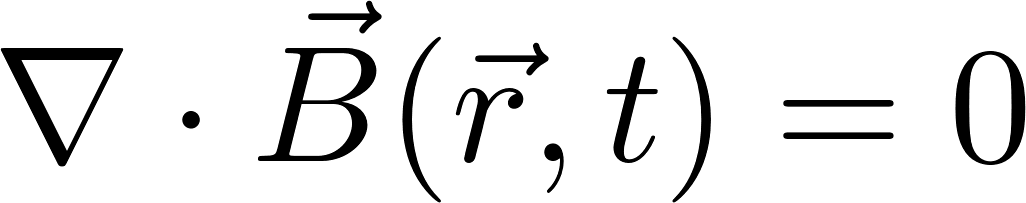 ∇ · B⃗(r⃗, t) = 0